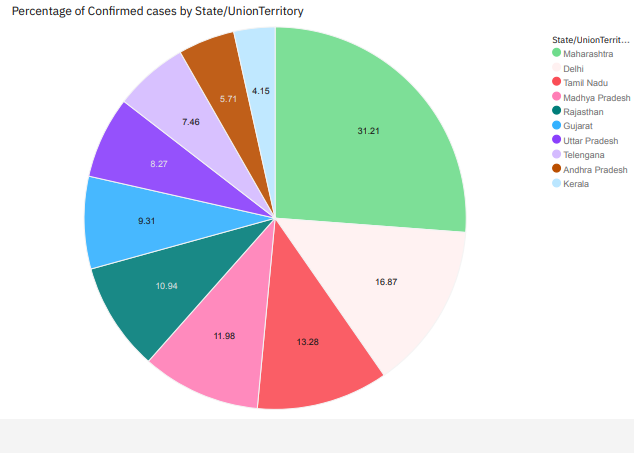 Percentage of Confirmed cases by State/UnionTerritory
State/UnionTerrit...
Maharashtra
Delhi
Tamil Nadu
Madhya Pradesh
Rajasthan
Gujarat
Uttar Pradesh
Telengana
Andhra Pradesh
Kerala
31.21
16.87
13.28
11.98
10.94
9.31
8.27
7.46
5.71
4.15